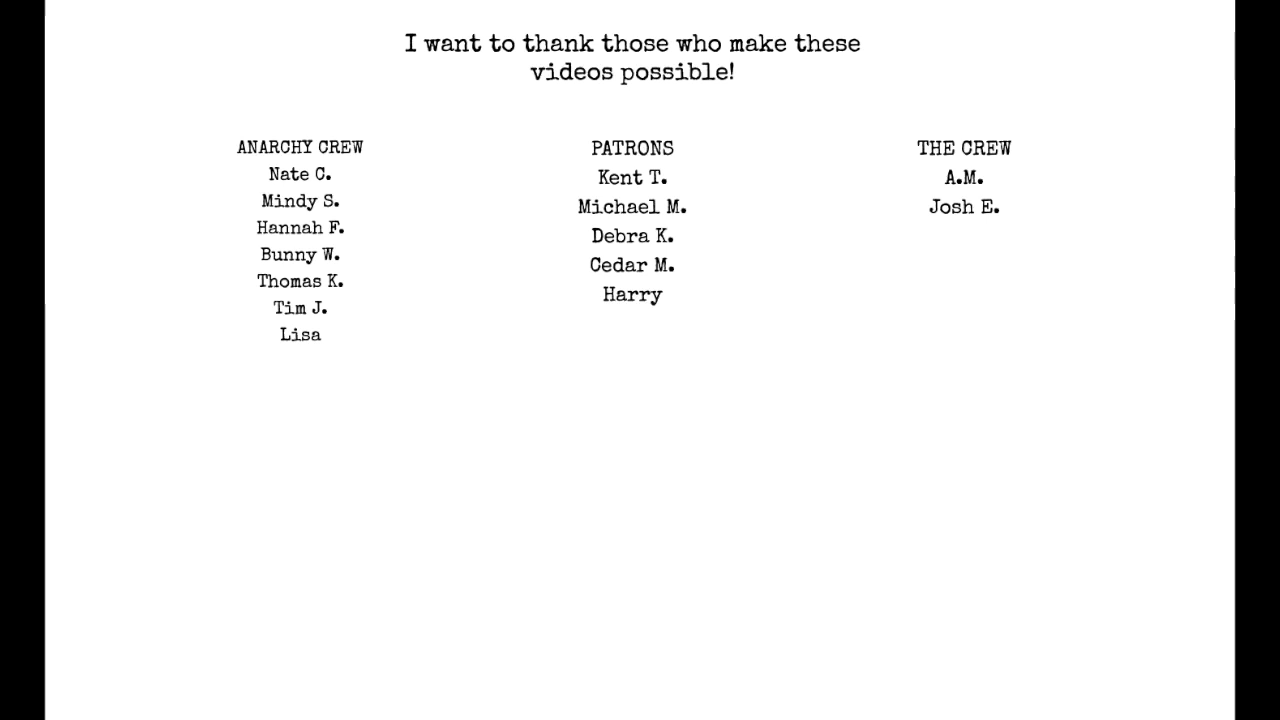 I want to thank those who make these
videos possible!
ANARCHY CREW
Nate C.
Mindy S.
Hannah F.
Bunny W.
Thomas K.
Tim J.
Lisa
PATRONS
Kent T.
Michael M.
Debra K.
Cedar M.
Harry
THE CREW
A.M.
Josh E.